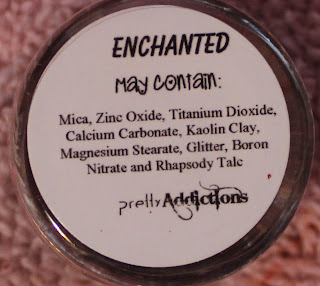 ENCHANTED
May Contain:
Mica, Zinc Oxide, Titanium Dioxide,
Calcium Carbonate, Kaolin Clay,
Magnesium Stearate, Glitter, Boron
Nitrate and Rhapsody Talc
prettyAddictions